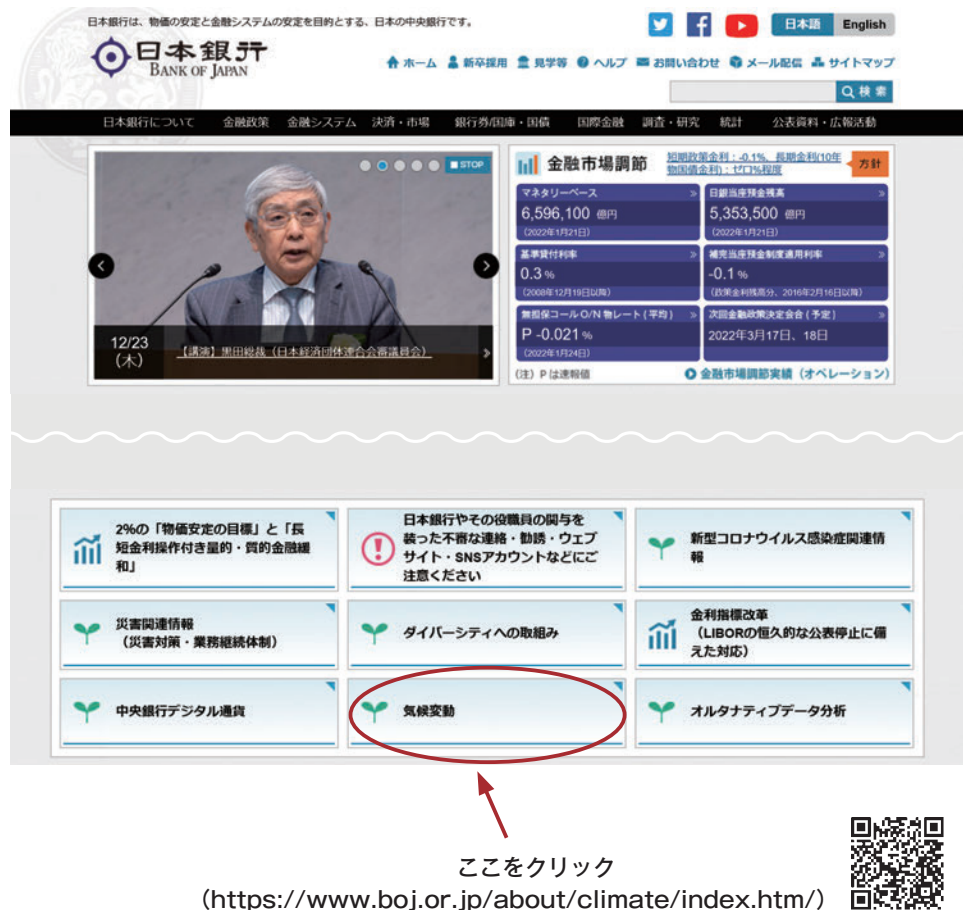 日本銀行は、物価の安定と金融システムの安定を目的とする、日本の中央銀行です。
日本語 English
日本銀行
BANK OF JAPAN
ホーム 新卒採用 見学等 ヘルプ お問い合わせ メール配信 サイトマップ
検索
日本銀行について 金融政策 金融システム 決済・市場 銀行券/国庫・国債 国際金融 調査・研究 統計 公表資料・広報活動
STOP
12/23
(木)
【講演】黒田総裁（日本経済団体連合会審議員会）
金融市場調節
短期政策金利：-0.1%、長期金利(10年
物国債金利)：ゼロ%程度
方針
マネタリーベース
6,596,100 億円
(2022年1月21日)
日銀当座預金残高
5,353,500 億円
(2022年1月21日)
基準貸付利率
0.3 %
(2008年12月19日以降)
補完当座預金制度適用利率
-0.1 %
(政策金利残高分、2016年2月16日以降)
無担保コールO/N物レート(平均)
P -0.021 %
(2022年1月24日)
次回金融政策決定会合(予定)
2022年3月17日、18日
(注) P は速報値
金融市場調節実績（オペレーション）
2%の「物価安定の目標」と「長
短金利操作付き量的・質的金融緩
和」
日本銀行やその役職員の関与を
装った不審な連絡・勧誘・ウェブ
サイト・SNSアカウントなどにご
注意ください
新型コロナウイルス感染症関連情
報
災害関連情報
（災害対策・業務継続体制）
ダイバーシティへの取組み
金利指標改革
（LIBORの恒久的な公表停止に備
えた対応）
中央銀行デジタル通貨
気候変動
オルタナティブデータ分析
ここをクリック
（https://www.boj.or.jp/about/climate/index.htm/）